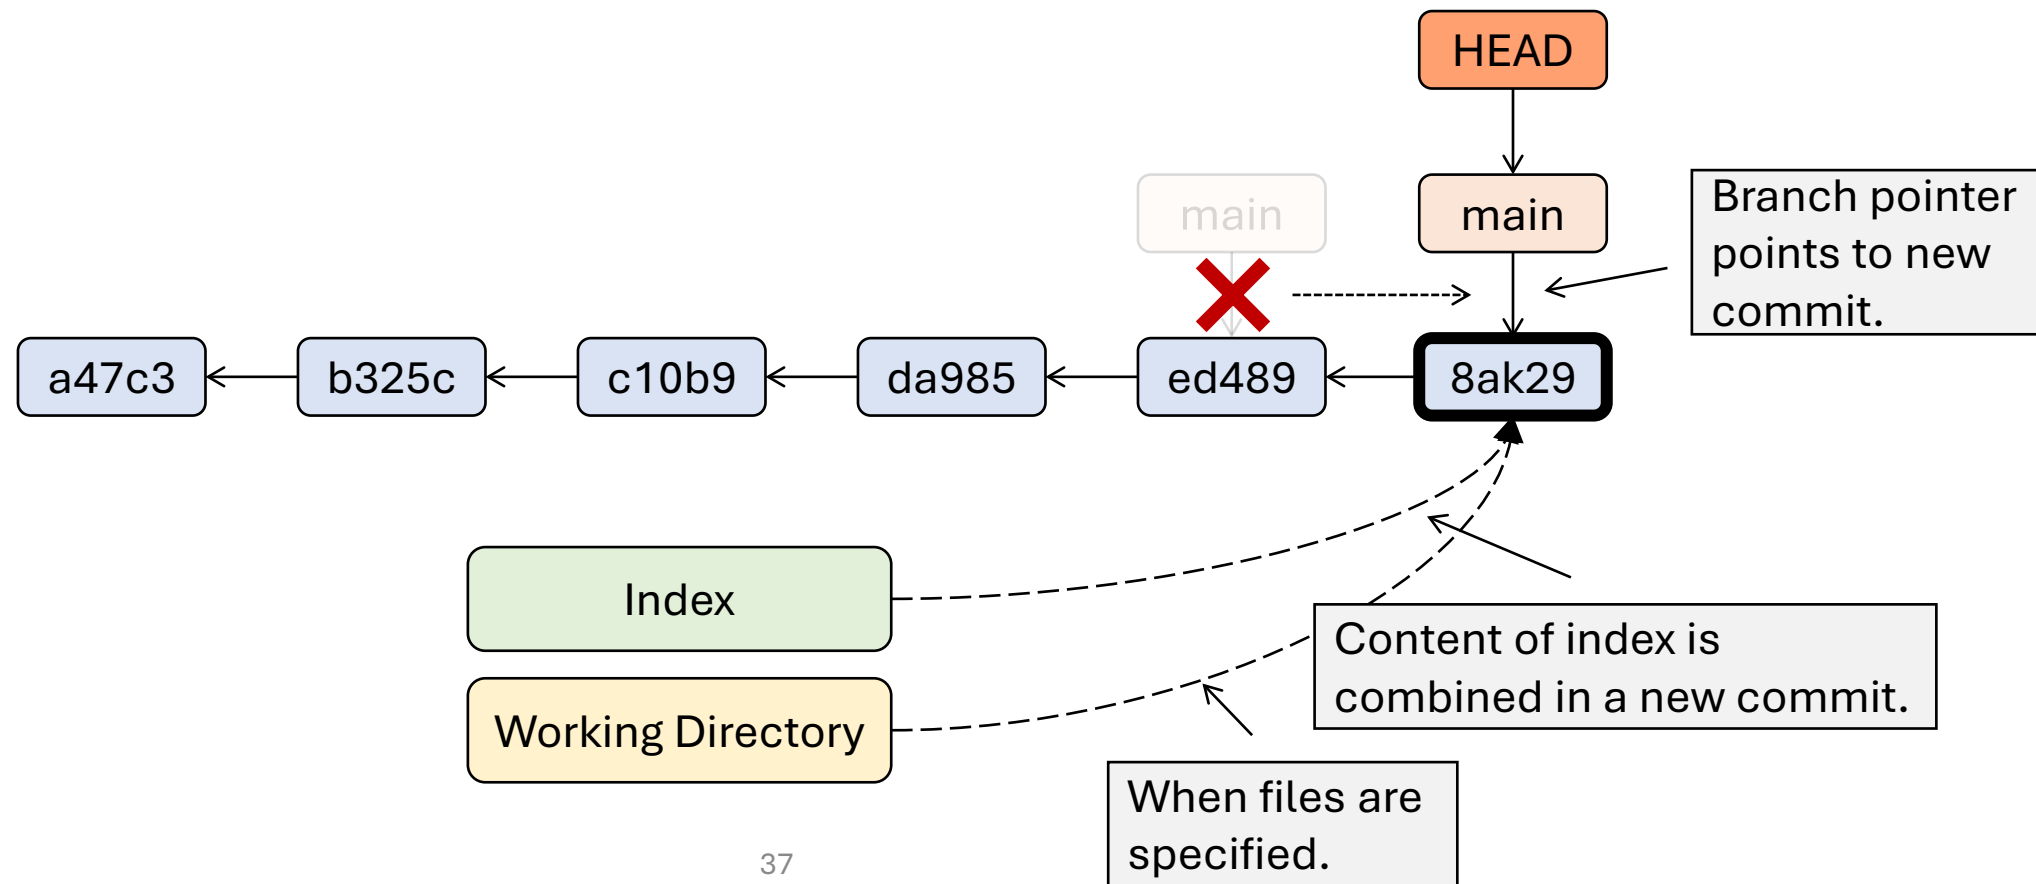 HEAD
main
main
Branch pointer
points to new
commit.
a47c3
b325c
c10b9
da985
ed489
8ak29
Index
Working Directory
Content of index is
combined in a new commit.
When files are
specified.
37